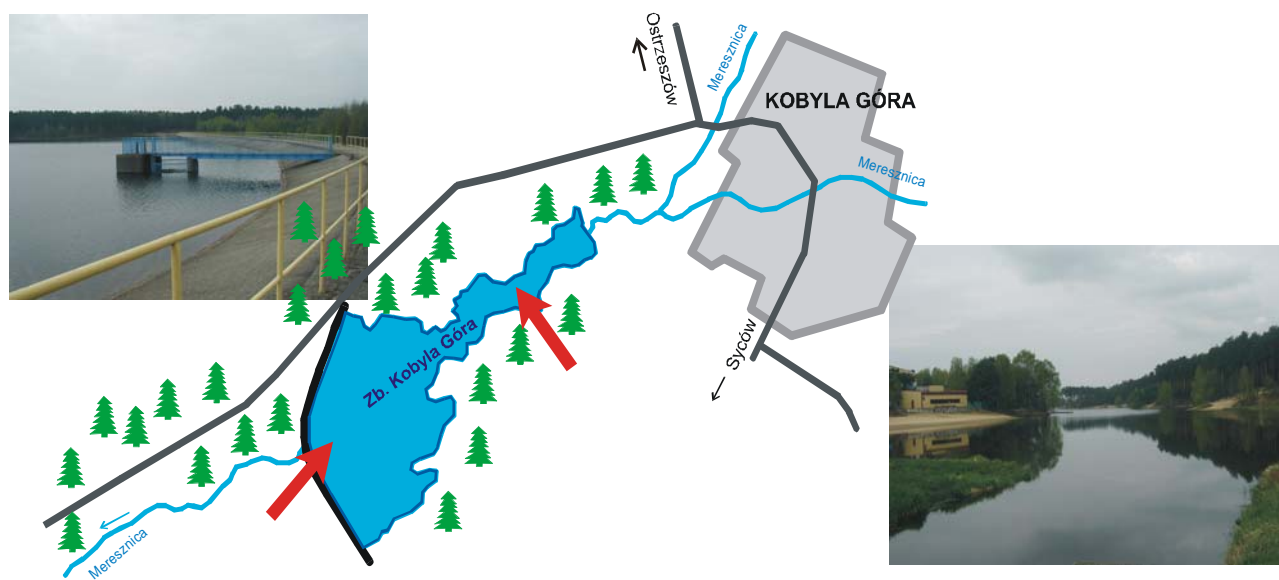 Ostrzeszów
Meresznica
KOBYLA GÓRA
Meresznica
Zb. Kobyla Góra
Syców
Meresznica